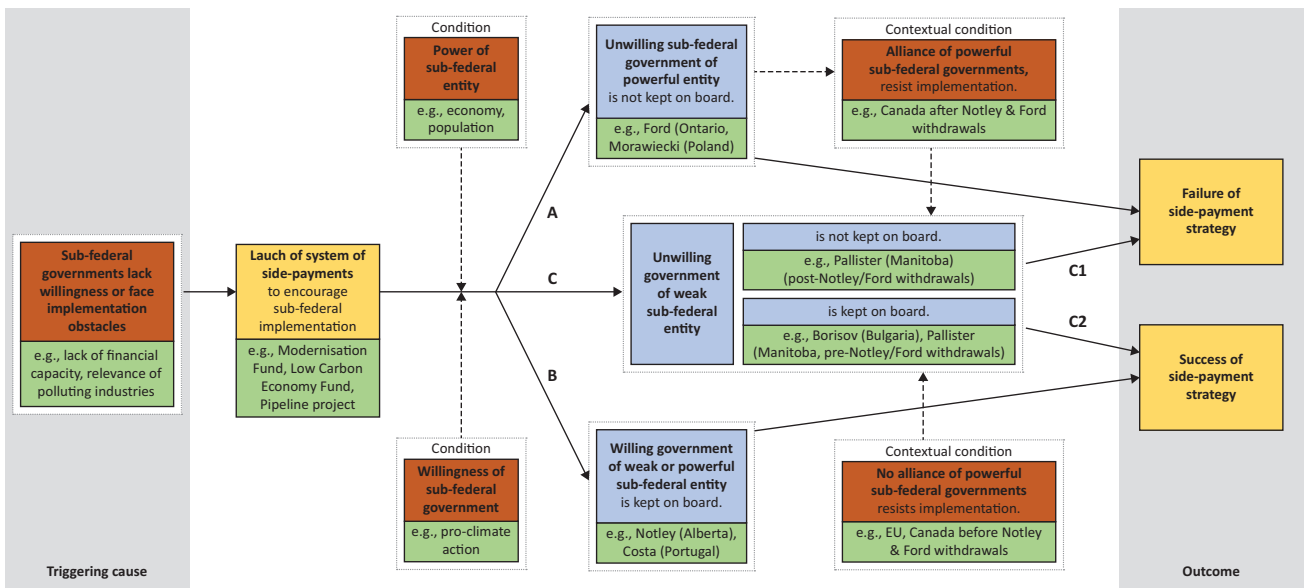 Sub-federal
governments lack
willingness or face
implementation
obstacles
e.g., lack of financial
capacity, relevance of
polluting industries
Triggering cause
Lauch of system of
side-payments
to encourage
sub-federal
implementation
e.g., Modernisation
Fund, Low Carbon
Economy Fund,
Pipeline project
Condition
Power of
sub-federal
entity
e.g., economy,
population
Condition
Willingness of
sub-federal
government
e.g., pro-climate
action
A
C
B
Unwilling sub-federal
government of
powerful entity
is not kept on board.
e.g., Ford (Ontario,
Morawiecki (Poland)
Contextual condition
Alliance of powerful
sub-federal governments,
resist implementation.
e.g., Canada after Notley & Ford
withdrawals
Unwilling
government
of weak
sub-federal
entity
is not kept on board.
e.g., Pallister (Manitoba)
(post-Notley/Ford withdrawals)
is kept on board.
e.g., Borisov (Bulgaria), Pallister
(Manitoba, pre-Notley/Ford withdrawals)
C1
C2
Willing government
of weak or powerful
sub-federal entity
is kept on board.
e.g., Notley (Alberta),
Costa (Portugal)
Contextual condition
No alliance of powerful
sub-federal governments
resists implementation.
e.g., EU, Canada before Notley
& Ford withdrawals
Failure of
side-payment
strategy
Success of
side-payment
strategy
Outcome